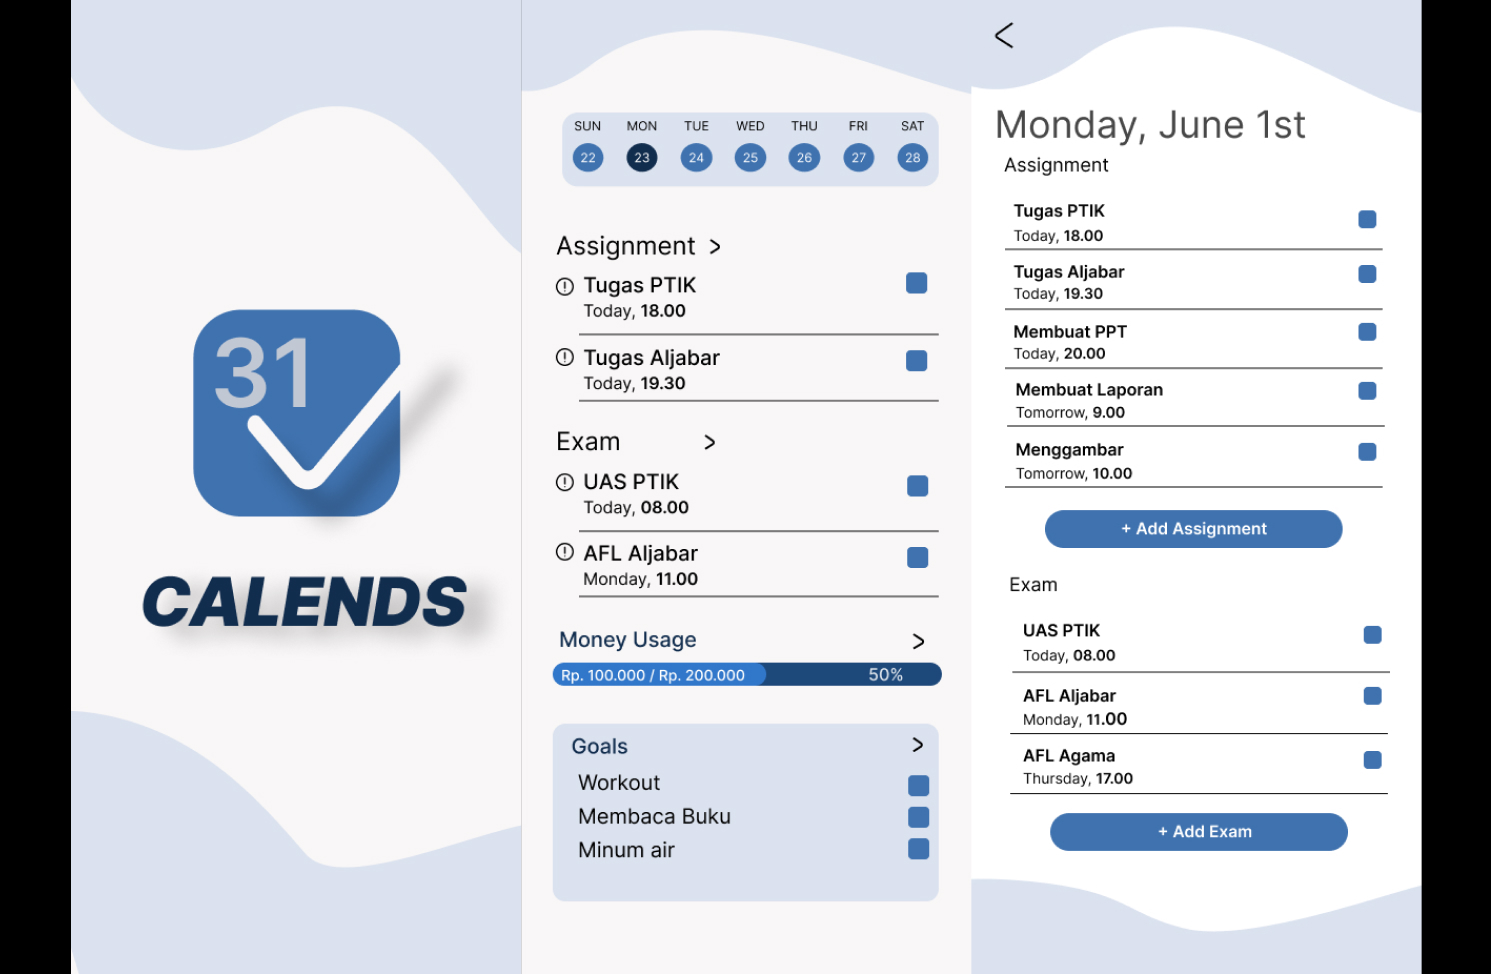 31
CALENDS
SUN MON TUE WED THU FRI SAT
22 23 24 25 26 27 28
Assignment >
Tugas PTIK
Today, 18.00
Tugas Aljabar
Today, 19.30
Exam >
UAS PTIK
Today, 08.00
AFL Aljabar
Monday, 11.00
Money Usage >
Rp. 100.000 / Rp. 200.000 50%
Goals >
Workout
Membaca Buku
Minum air
<
Monday, June 1st
Assignment
Tugas PTIK
Today, 18.00
Tugas Aljabar
Today, 19.30
Membuat PPT
Today, 20.00
Membuat Laporan
Tomorrow, 9.00
Menggambar
Tomorrow, 10.00
+ Add Assignment
Exam
UAS PTIK
Today, 08.00
AFL Aljabar
Monday, 11.00
AFL Agama
Thursday, 17.00
+ Add Exam